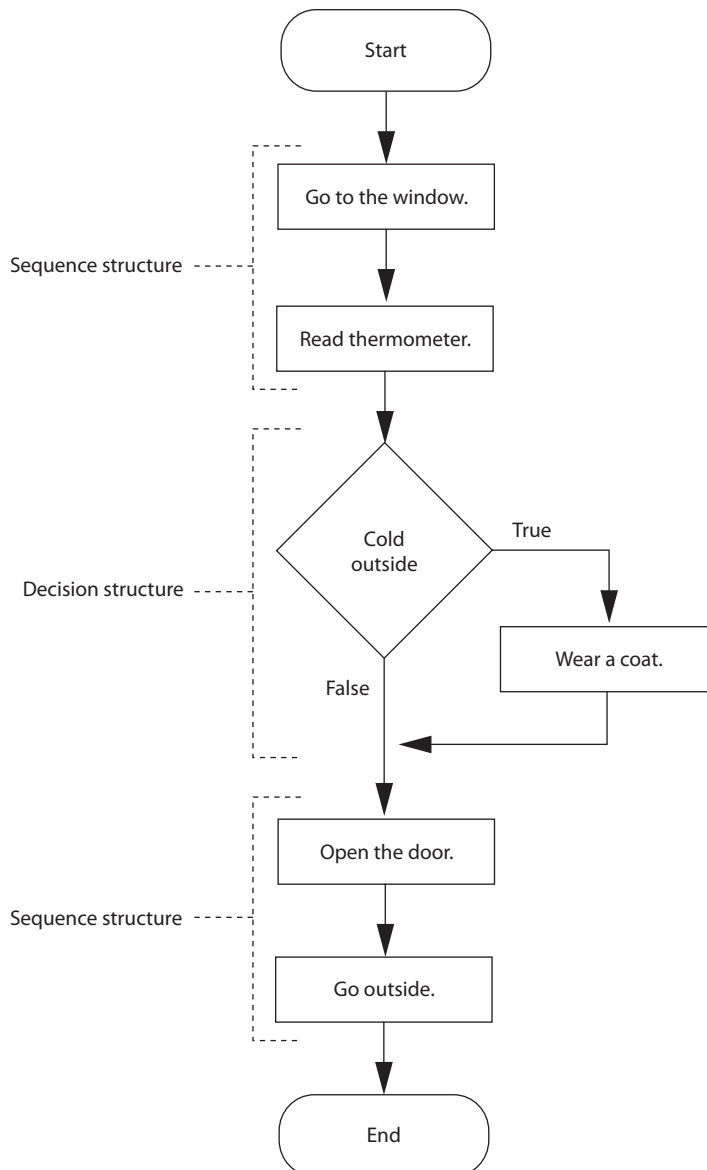 Start
Go to the window.
Sequence structure
Read thermometer.
Cold
outside
True
Decision structure
Wear a coat.
False
Open the door.
Sequence structure
Go outside.
End